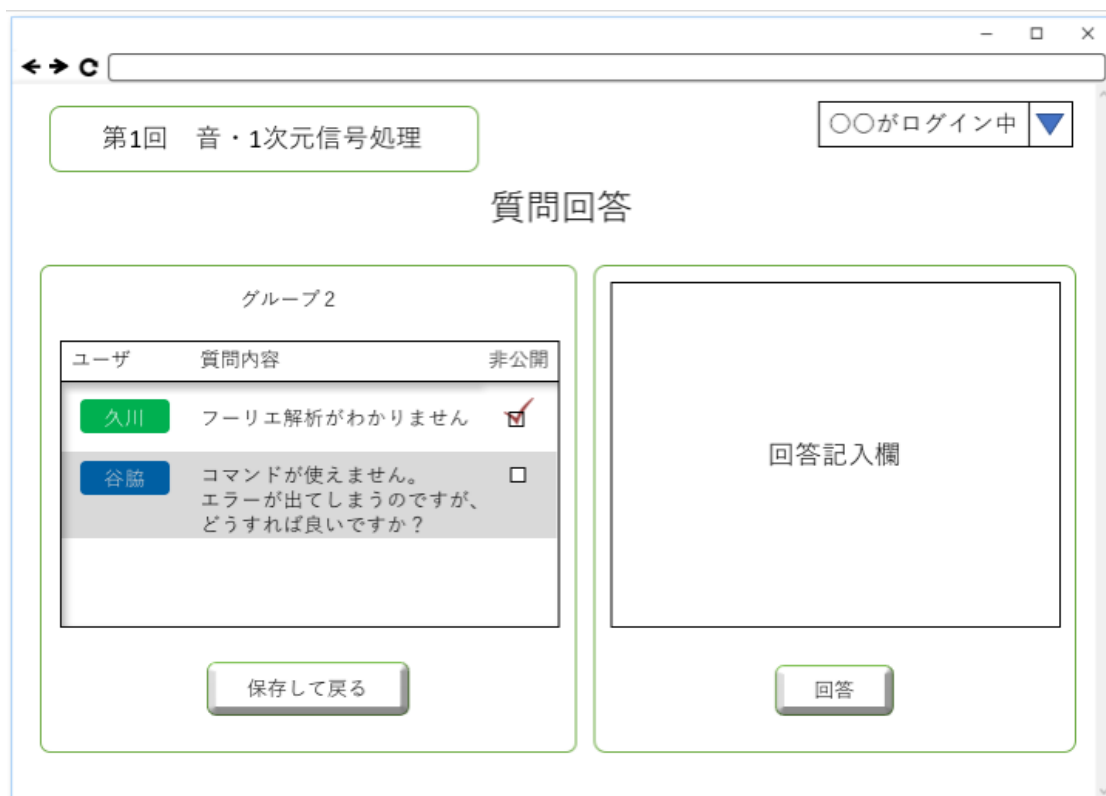 第1回　音・1次元信号処理
〇〇がログイン中
質問回答
グループ2
ユーザ　質問内容　非公開
久川　フーリエ解析がわかりません
谷脇　コマンドが使えません。
エラーが出てしまうのですが、
どうすれば良いですか？
保存して戻る
回答記入欄
回答